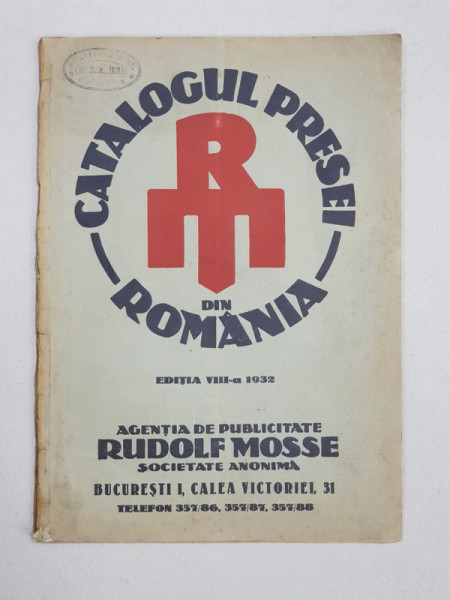 CATALOGUL PRESEI
RM
DIN
ROMÂNIA
EDIȚIA VIII-a 1932
AGENȚIA DE PUBLICITATE
RUDOLF MOSSE
SOCIETATE ANONIMĂ
BUCUREȘTI I, CALEA VICTORIEI, 31
TELEFON 357/86, 357/87, 357/88